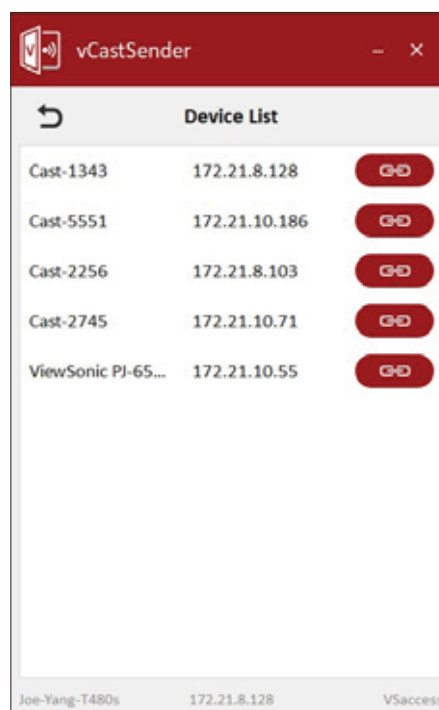 vCastSender
Device List
Cast-1343 172.21.8.128
Cast-5551 172.21.10.186
Cast-2256 172.21.8.103
Cast-2745 172.21.10.71
ViewSonic PJ-65... 172.21.10.55
Joe-Yang-T480s 172.21.8.128 VSaccess